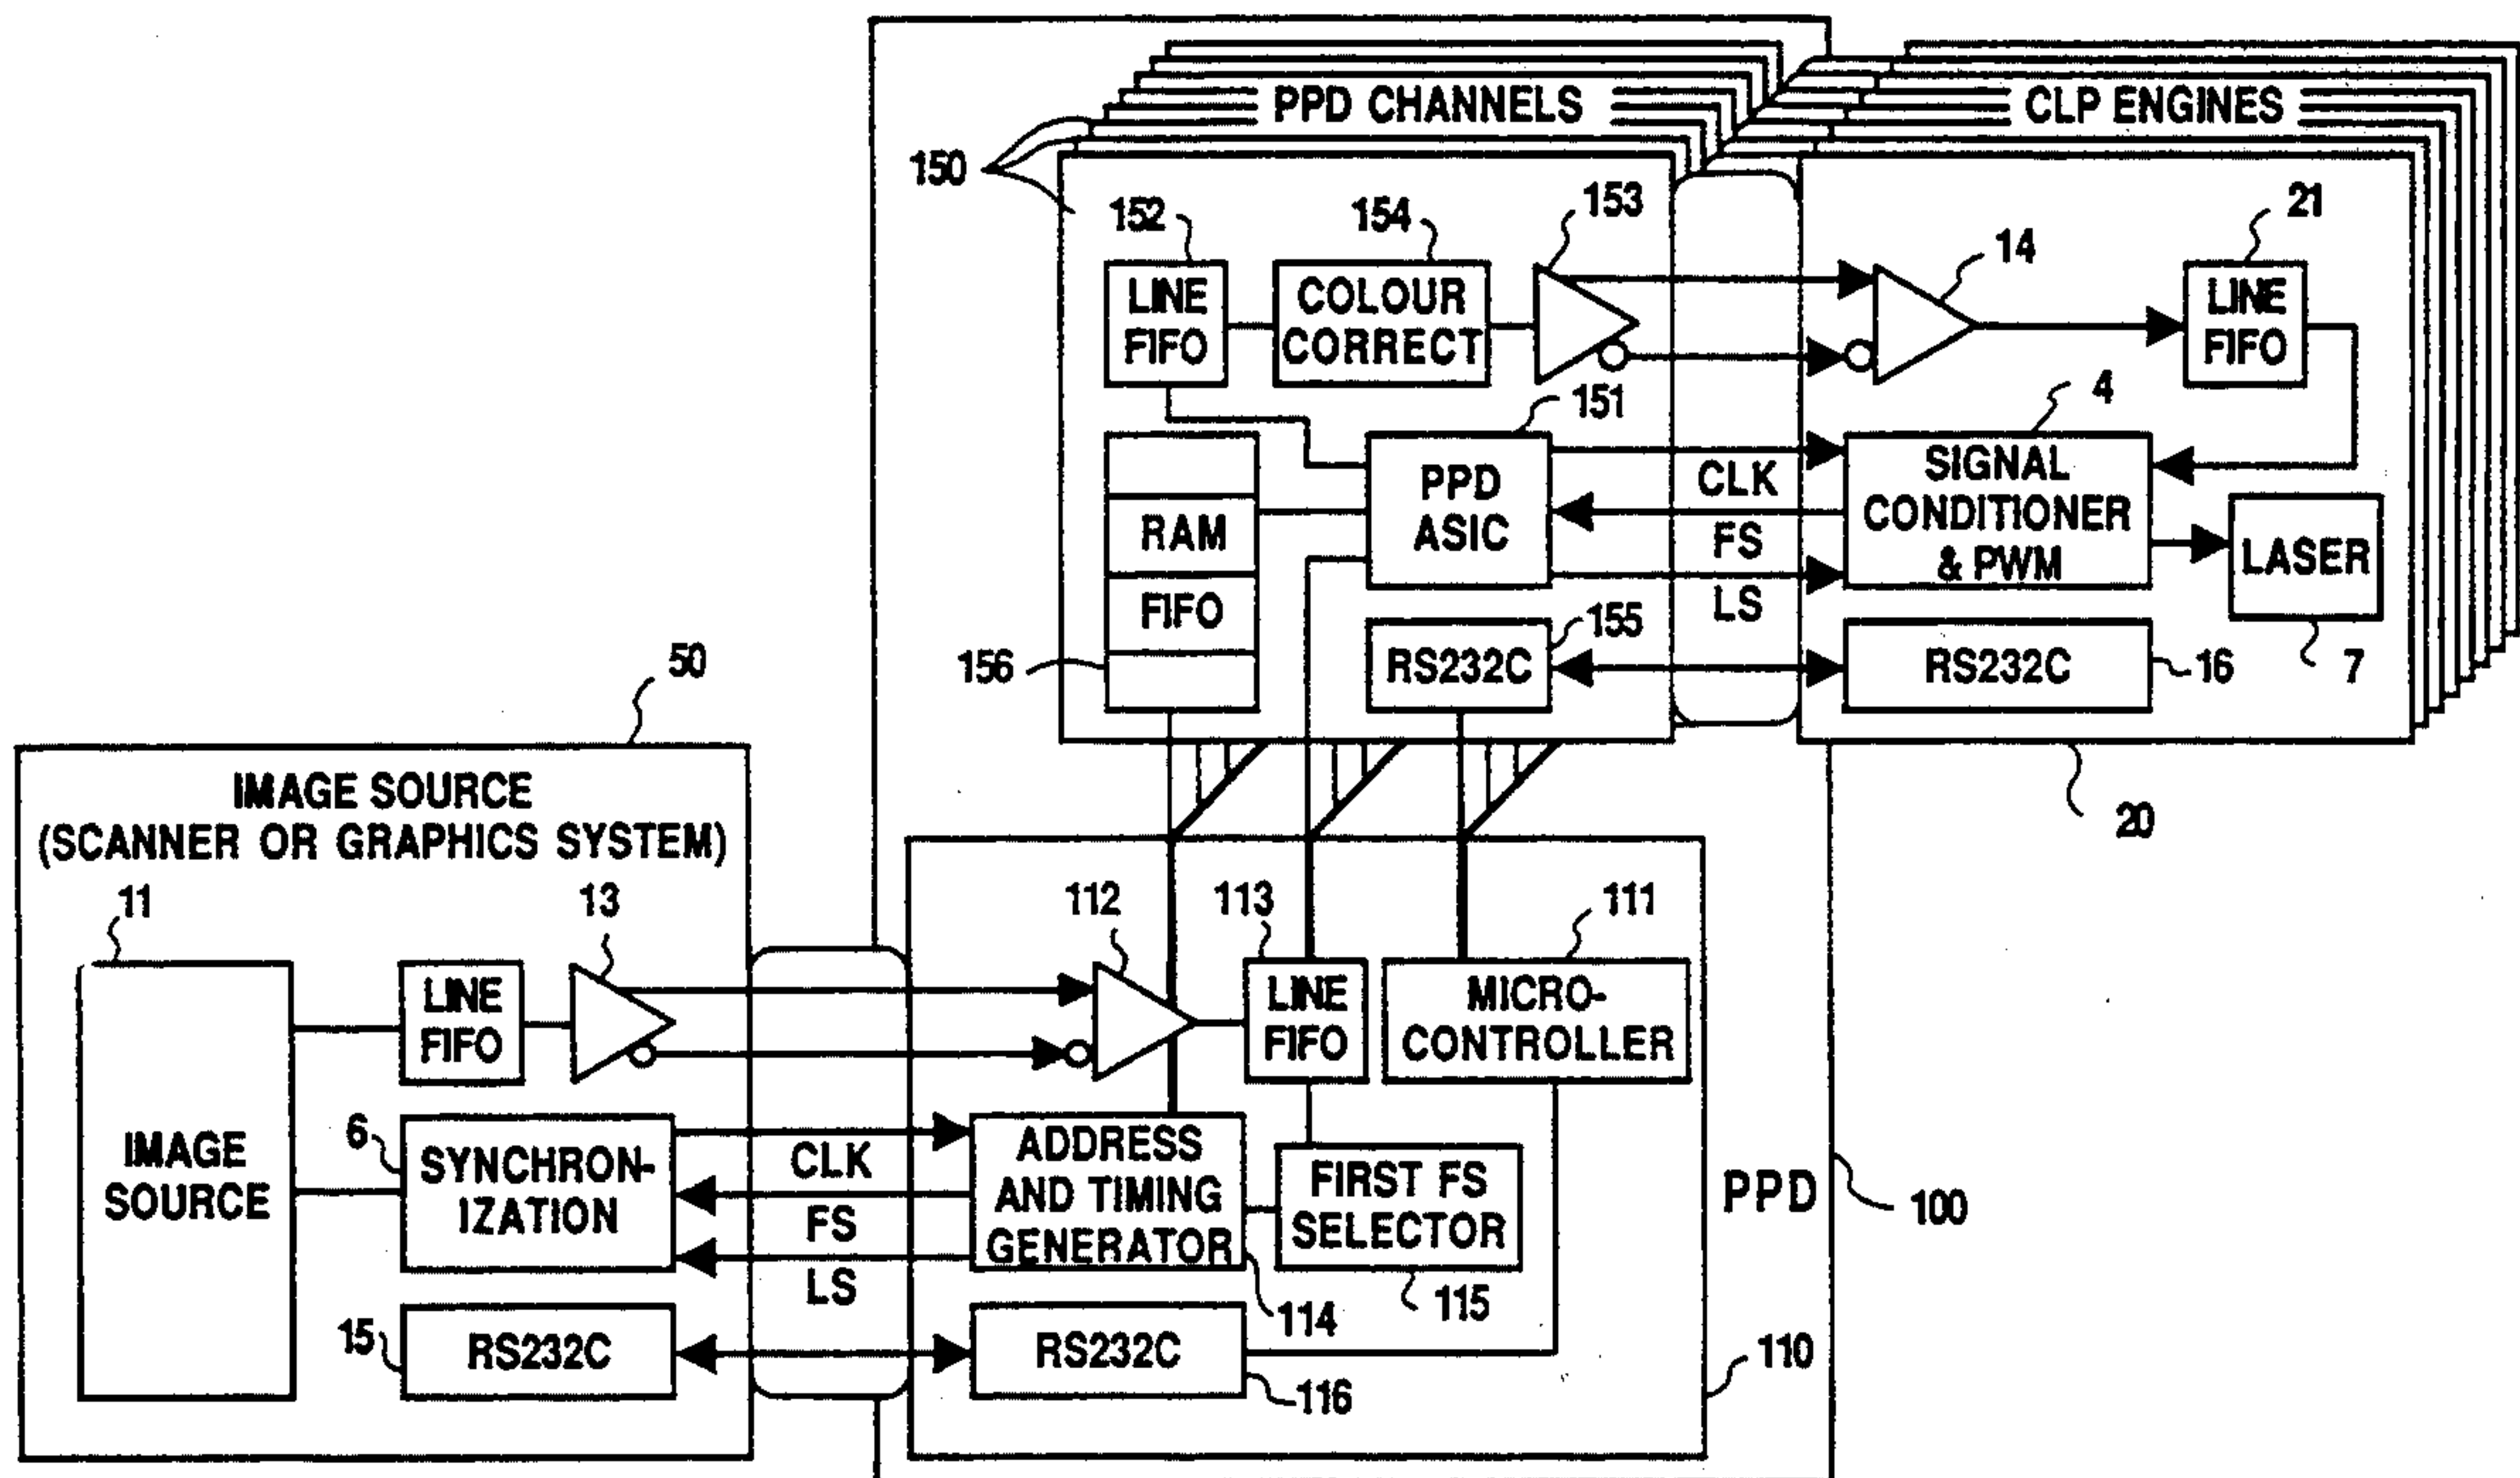 PPD CHANNELS
CLP ENGINES
150
152
154
153
14
21
LINE
FIFO
COLOUR
CORRECT
LINE
FIFO
151
4
RAM
FIFO
PPD
ASIC
CLK
FS
LS
SIGNAL
CONDITIONER
& PWM
LASER
156
RS232C
155
RS232C
16
7
20
50
IMAGE SOURCE
(SCANNER OR GRAPHICS SYSTEM)
11
13
112
113
111
LINE
FIFO
LINE
FIFO
MICRO-
CONTROLLER
IMAGE
SOURCE
6
SYNCHRON-
IZATION
CLK
FS
LS
ADDRESS
AND TIMING
GENERATOR
FIRST FS
SELECTOR
PPD
100
114
115
15
RS232C
RS232C
116
110